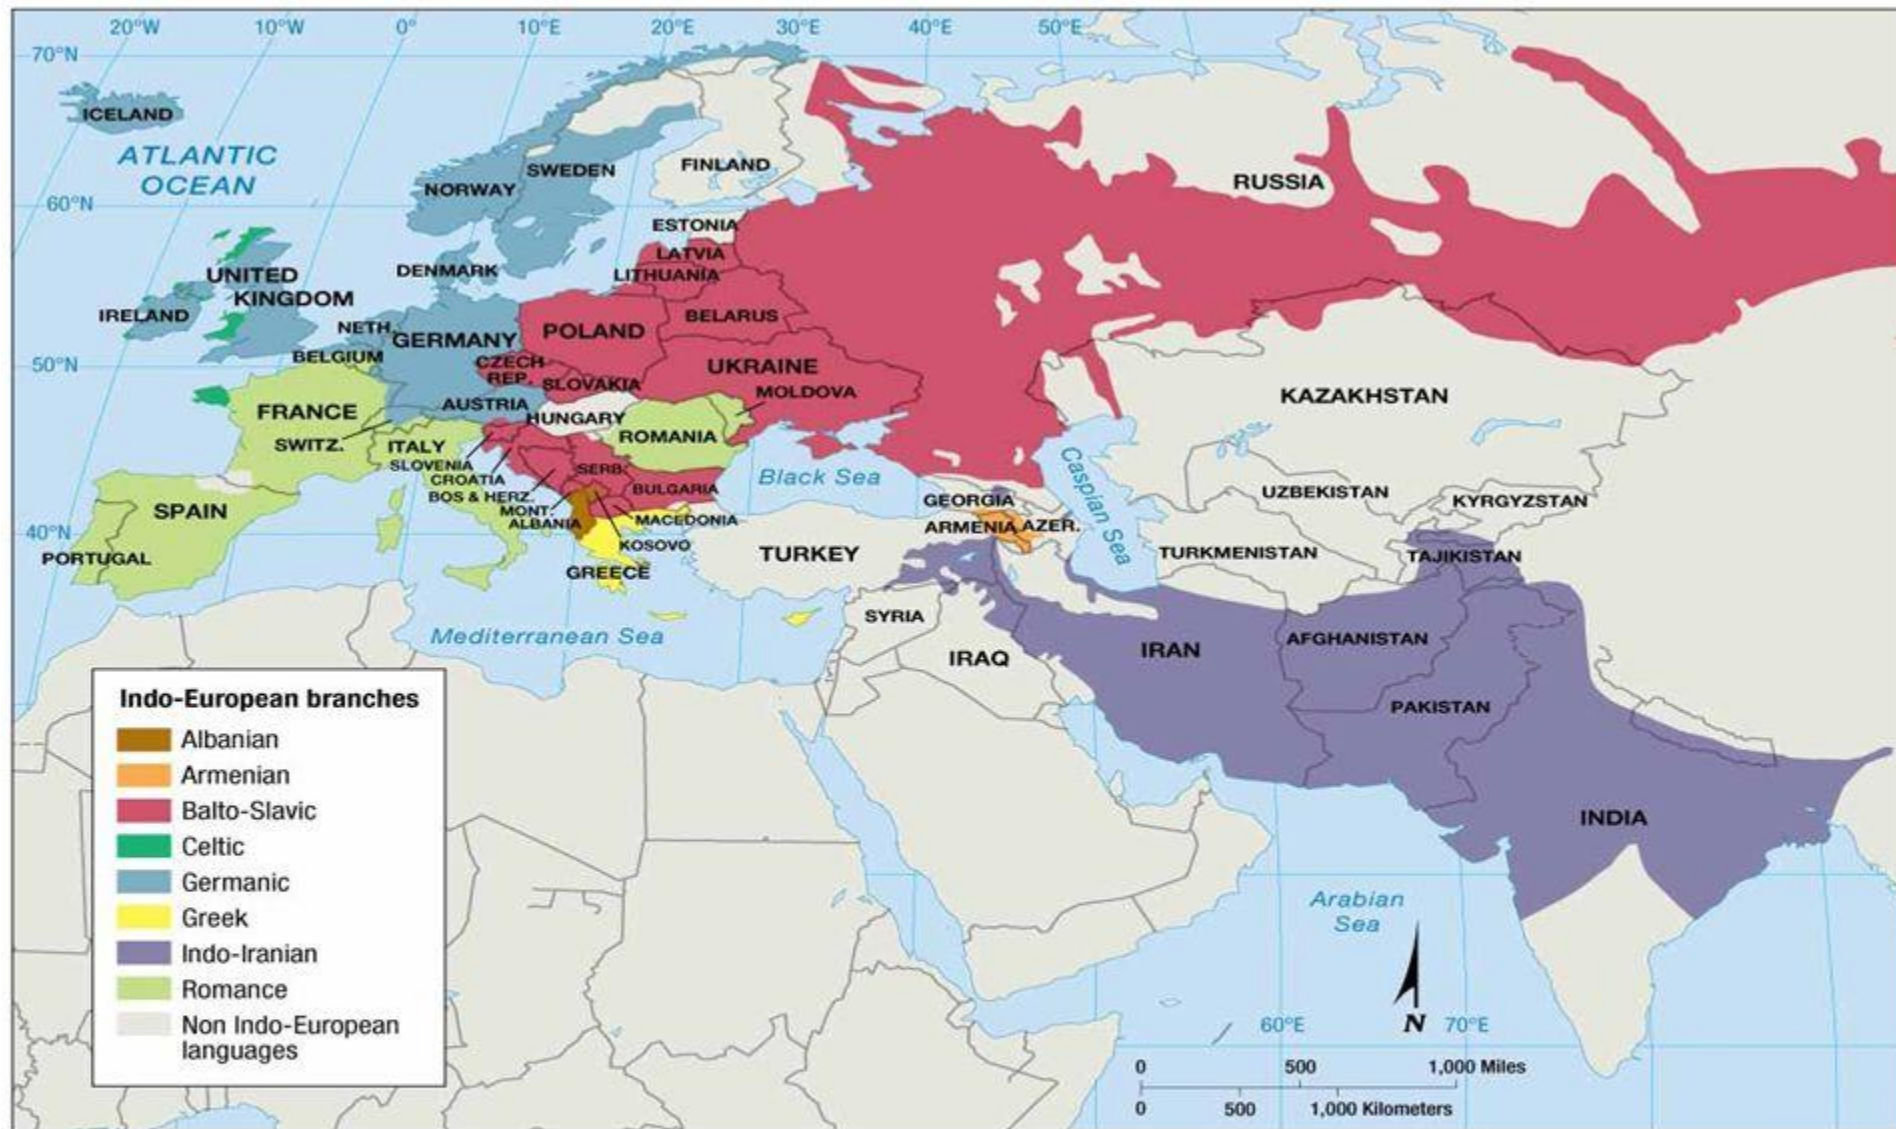 20°W
10°W
0°
10°E
20°E
30°E
40°E
50°E
70°N
ICELAND
ATLANTIC
OCEAN
NORWAY
SWEDEN
FINLAND
RUSSIA
60°N
ESTONIA
LATVIA
LITHUANIA
DENMARK
UNITED
KINGDOM
IRELAND
NETH.
GERMANY
POLAND
BELARUS
BELGIUM
50°N
CZECH
REP.
SLOVAKIA
UKRAINE
MOLDOVA
KAZAKHSTAN
FRANCE
AUSTRIA
HUNGARY
SWITZ.
ITALY
ROMANIA
SLOVENIA
CROATIA
BOS & HERZ.
SERB.
BULGARIA
MONT.
ALBANIA
MACEDONIA
KOSOVO
GREECE
Black Sea
Caspian Sea
SPAIN
PORTUGAL
40°N
GEORGIA
ARMENIA
AZER.
UZBEKISTAN
KYRGYZSTAN
TURKMENISTAN
TAJIKISTAN
TURKEY
SYRIA
IRAQ
IRAN
AFGHANISTAN
PAKISTAN
INDIA
Mediterranean Sea
Arabian
Sea
Indo-European branches
Albanian
Armenian
Balto-Slavic
Celtic
Germanic
Greek
Indo-Iranian
Romance
Non Indo-European
languages
N
60°E
70°E
0
500
1,000 Miles
0
500
1,000 Kilometers